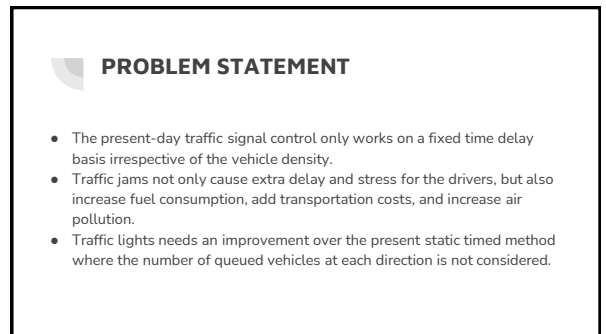 PROBLEM STATEMENT
● The present-day traffic signal control only works on a fixed time delay
basis irrespective of the vehicle density.
● Traffic jams not only cause extra delay and stress for the drivers, but also
increase fuel consumption, add transportation costs, and increase air
pollution.
● Traffic lights needs an improvement over the present static timed method
where the number of queued vehicles at each direction is not considered.